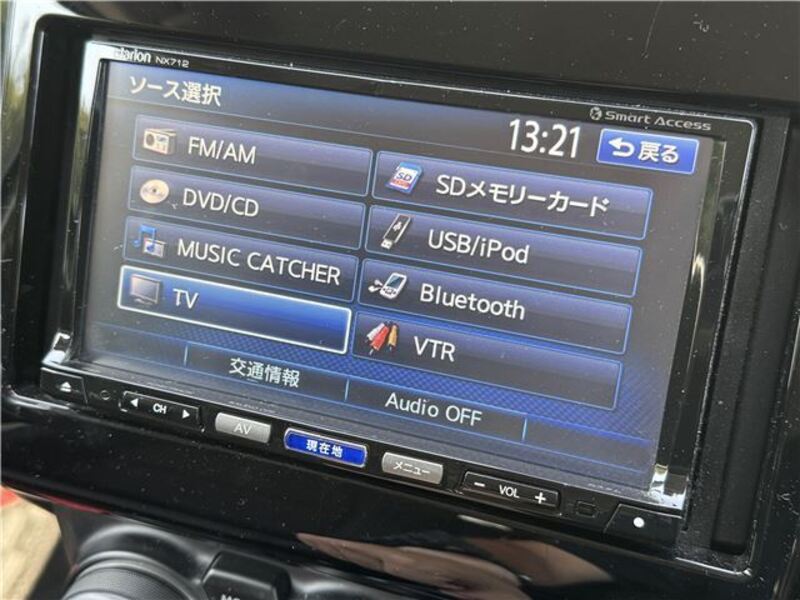 clarion NX712
Smart Access
ソース選択
13:21
戻る
FM/AM
SDメモリーカード
DVD/CD
USB/iPod
MUSIC CATCHER
Bluetooth
TV
VTR
交通情報
Audio OFF
CH
AV
現在地
メニュー
− VOL +